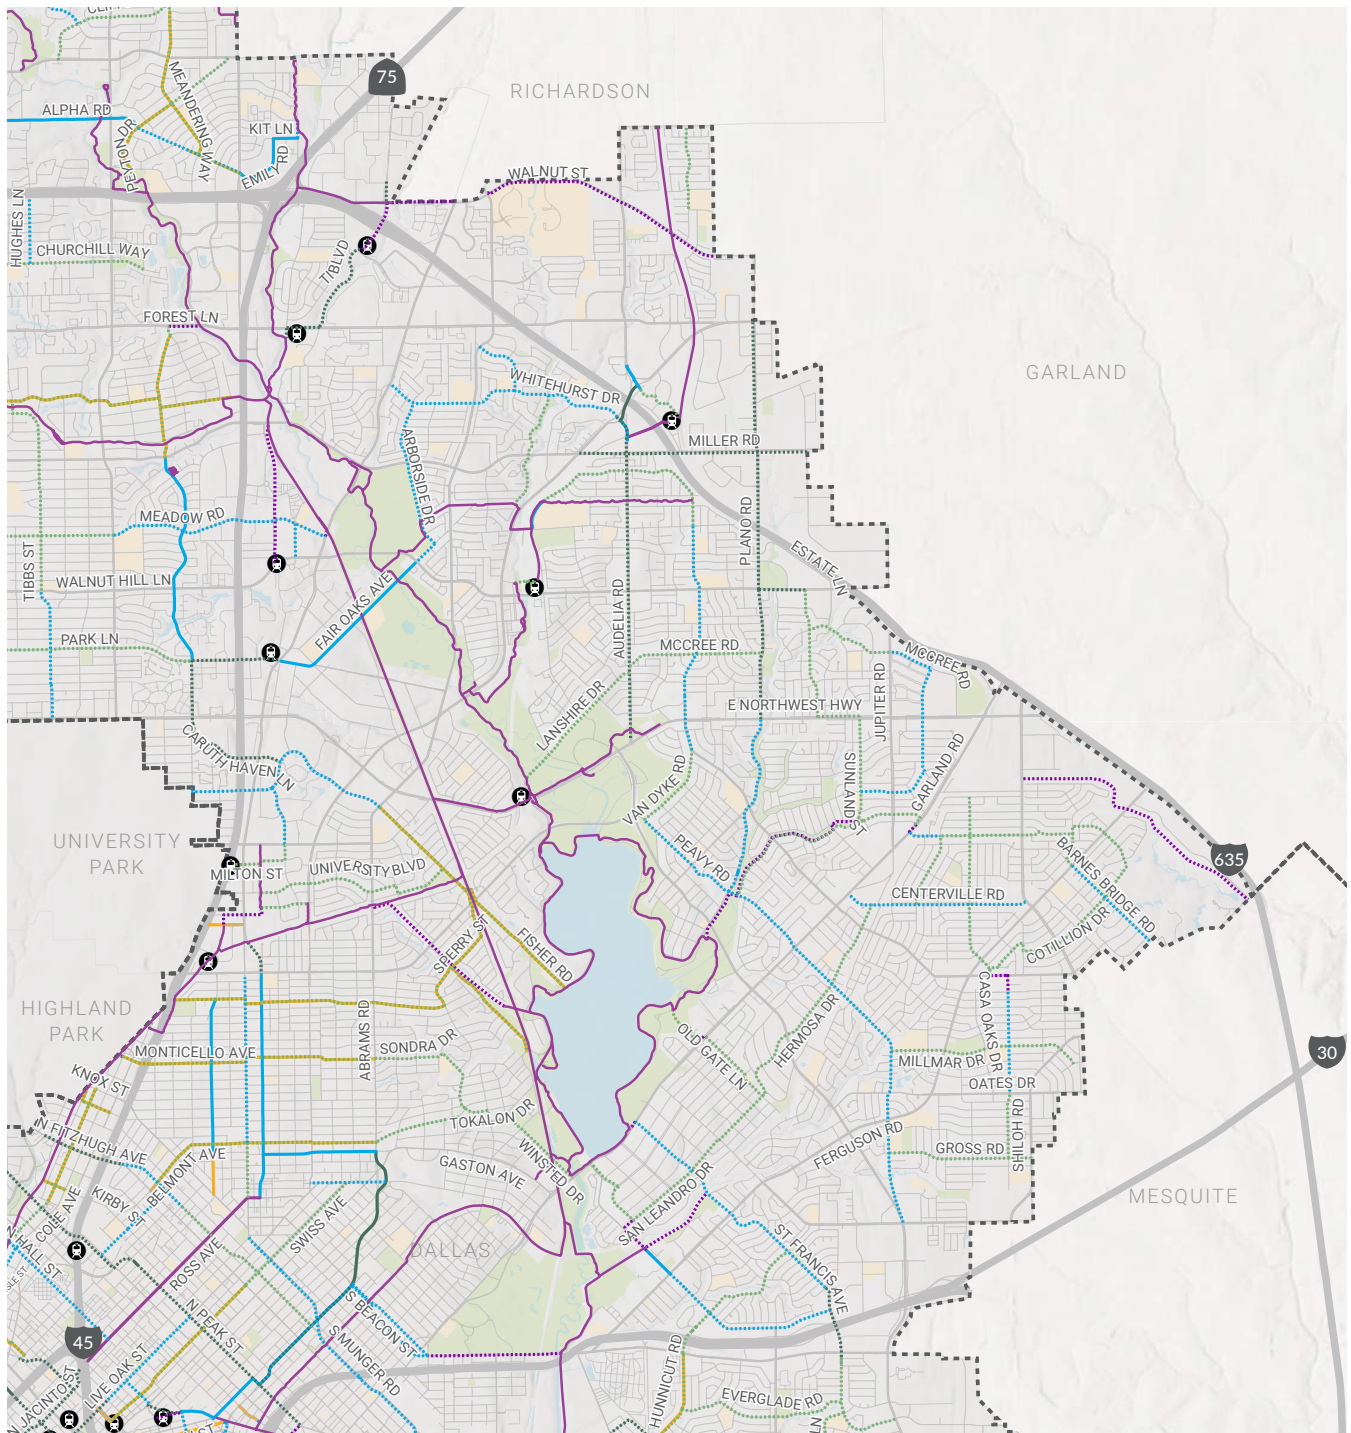 75
RICHARDSON
ALPHA RD
MEANDERING WAY
KIT LN
PEYTON DR
EMILY RD
WALNUT ST
HUGHES LN
CHURCHILL WAY
TI BLVD
FOREST LN
GARLAND
WHITEHURST DR
ARBORSIDE DR
MILLER RD
MEADOW RD
PLANO RD
TIBBS ST
WALNUT HILL LN
ESTATE LN
FAIR OAKS AVE
AUDELIA RD
PARK LN
MCCREE RD
MCCREE RD
JUPITER RD
LANSHIRE DR
E NORTHWEST HWY
CARUTH HAVEN LN
GARLAND RD
SUNLAND ST
VAN DYKE RD
UNIVERSITY
PARK
PEAVY RD
635
MILTON ST
UNIVERSITY BLVD
BARNES BRIDGE RD
CENTERVILLE RD
SPERRY ST
FISHER RD
COTILLION DR
HIGHLAND
PARK
CASA OAKS DR
ABRAMS RD
HERMOSA DR
MONTICELLO AVE
SONDRA DR
OLD GATE LN
MILLMAR DR
30
KNOX ST
OATES DR
TOKALON DR
N FITZHUGH AVE
SHILOH RD
FERGUSON RD
GROSS RD
BELMONT AVE
GASTON AVE
WINSTED DR
KIRBY ST
SAN LEANDRO DR
MESQUITE
COLE AVE
SWISS AVE
N HALL ST
DALLAS
ST FRANCIS AVE
ROSS AVE
N PEAK ST
S BEACON ST
45
S MUNGER RD
LIVE OAK ST
HUNNICUT RD
N JACINTO ST
EVERGLADE RD